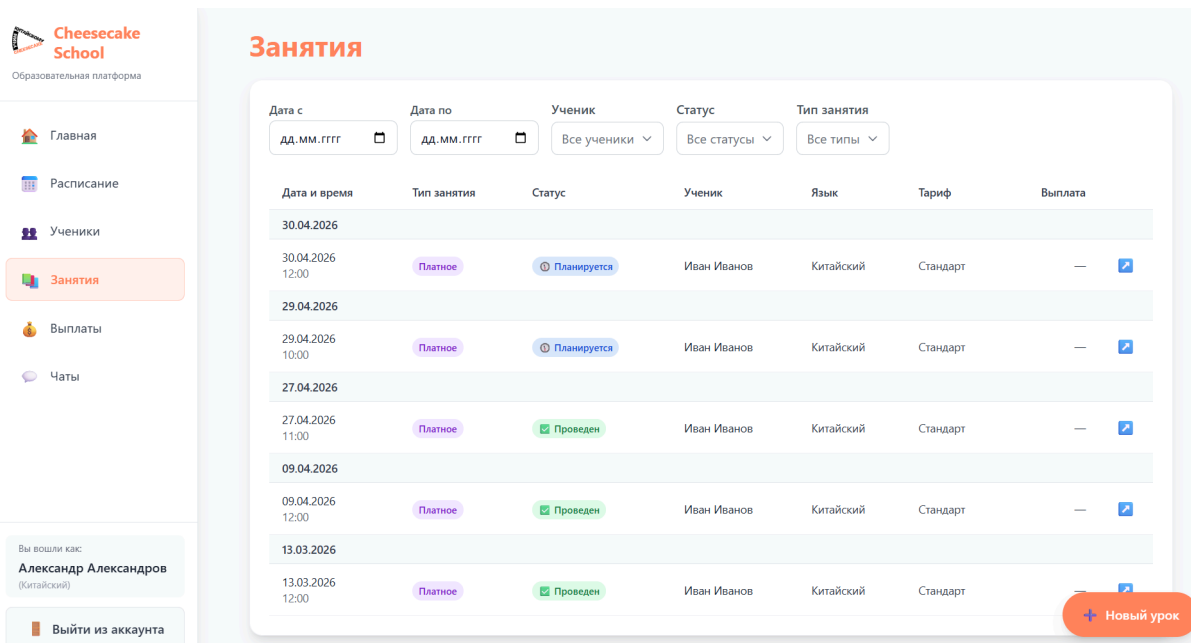 Cheesecake
School
Образовательная платформа
Главная
Расписание
Ученики
Занятия
Выплаты
Чаты
Вы вошли как:
Александр Александров
(Китайский)
Выйти из аккаунта
Занятия
Дата с Дата по Ученик Статус Тип занятия
дд.мм.гггг дд.мм.гггг Все ученики Все статусы Все типы
Дата и время Тип занятия Статус Ученик Язык Тариф Выплата
30.04.2026
30.04.2026
12:00 Платное Планируется Иван Иванов Китайский Стандарт —
29.04.2026
29.04.2026
10:00 Платное Планируется Иван Иванов Китайский Стандарт —
27.04.2026
27.04.2026
11:00 Платное Проведен Иван Иванов Китайский Стандарт —
09.04.2026
09.04.2026
12:00 Платное Проведен Иван Иванов Китайский Стандарт —
13.03.2026
13.03.2026
12:00 Платное Проведен Иван Иванов Китайский Стандарт —
Новый урок